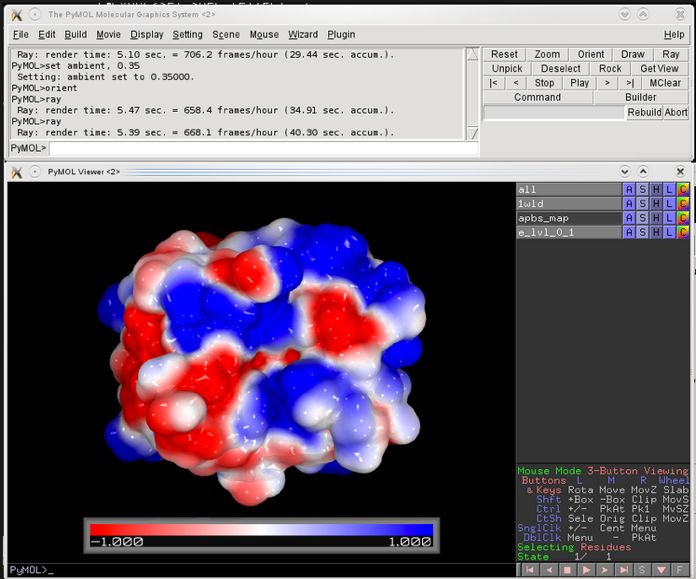 The PyMOL Molecular Graphics System <2>
File Edit Build Movie Display Setting Scene Mouse Wizard Plugin Help
Ray: render time: 5.10 sec. = 706.2 frames/hour (29.44 sec. accum.).
PyMOL>set ambient, 0.35
Setting: ambient set to 0.35000.
PyMOL>orient
PyMOL>ray
Ray: render time: 5.47 sec. = 658.4 frames/hour (34.91 sec. accum.).
PyMOL>ray
Ray: render time: 5.39 sec. = 668.1 frames/hour (40.30 sec. accum.).
PyMOL>
Reset Zoom Orient Draw Ray
Unpick Deselect Rock Get View
|< < Stop Play > >| MClear
Command Builder
Rebuild Abort
PyMOL Viewer <2>
all A S H L C
1wld A S H L C
apbs_map A S H L C
e_lvl_0_1 A S H L C
-1.000 1.000
Mouse Mode 3-Button Viewing
Buttons L M R Wheel
& Keys Rota Move MovZ Slab
Shft +Box -Box Clip MovS
Ctrl +/- PkAt Pk1 MvSZ
CtSh Sele Orig Clip MovZ
SnglClk +/- Cent Menu
DblClk Menu - PkAt
Selecting Residues
State 1/ 1
PyMOL>_
|◀ ◀ ■ ▶ ▶ ▶| S ▼ F